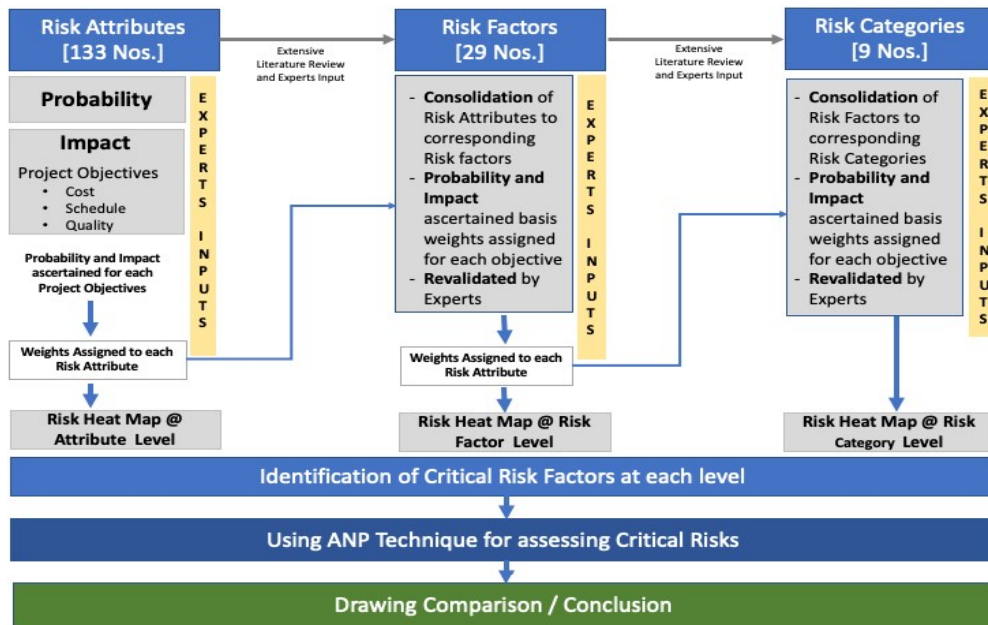 Risk Attributes
[133 Nos.]
Extensive
Literature Review
and Experts Input
Risk Factors
[29 Nos.]
Extensive
Literature Review
and Experts Input
Risk Categories
[9 Nos.]
Probability
Impact
Project Objectives
• Cost
• Schedule
• Quality
Probability and Impact
ascertained for each
Project Objectives
Weights Assigned to each
Risk Attribute
Risk Heat Map @
Attribute Level
EXPERTS INPUTS
- Consolidation of
Risk Attributes to
corresponding
Risk factors
- Probability and
Impact
ascertained basis
weights assigned
for each objective
- Revalidated by
Experts
Weights Assigned to each
Risk Attribute
Risk Heat Map @ Risk
Factor Level
EXPERTS INPUTS
- Consolidation of
Risk Factors to
corresponding
Risk Categories
- Probability and
Impact
ascertained basis
weights assigned
for each objective
- Revalidated by
Experts
Risk Heat Map @ Risk
Category Level
EXPERTS INPUTS
Identification of Critical Risk Factors at each level
Using ANP Technique for assessing Critical Risks
Drawing Comparison / Conclusion